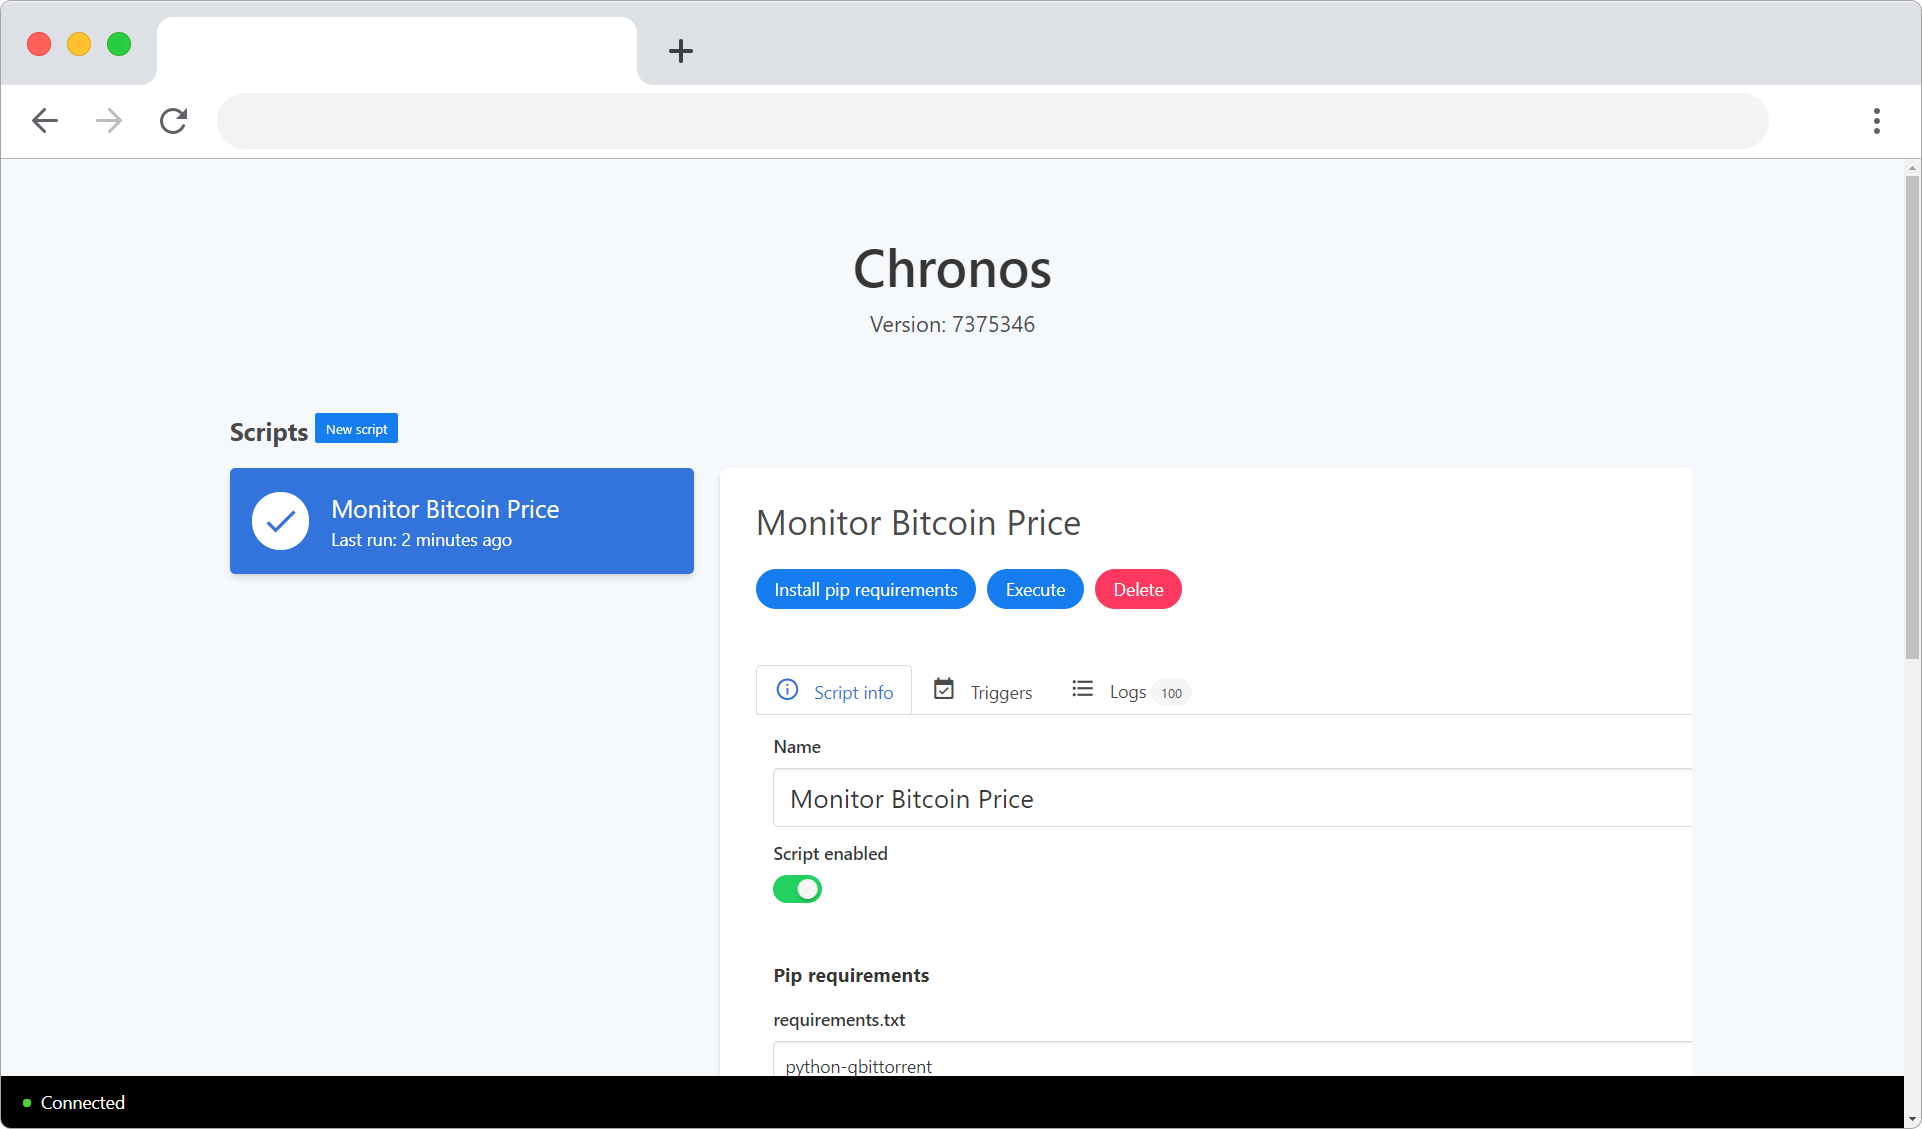 Chronos
Version: 7375346
Scripts New script
Monitor Bitcoin Price
Last run: 2 minutes ago
Monitor Bitcoin Price
Install pip requirements Execute Delete
Script info Triggers Logs 100
Name
Monitor Bitcoin Price
Script enabled
Pip requirements
requirements.txt
python-qbittorrent
Connected